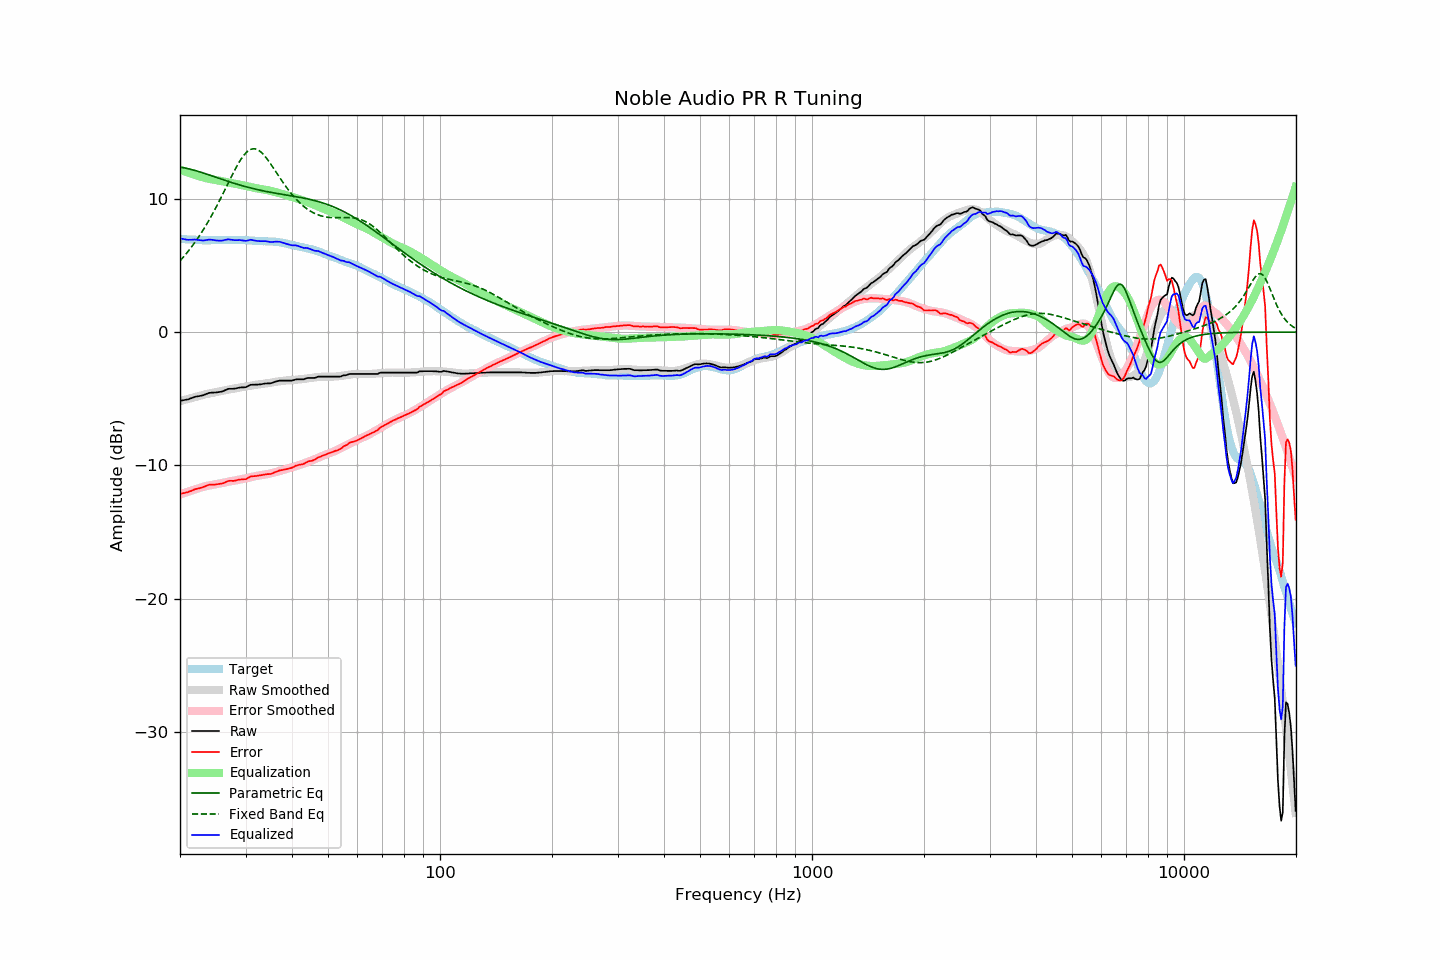 Noble Audio PR R Tuning
Amplitude (dBr)
10
0
−10
−20
−30
Target
Raw Smoothed
Error Smoothed
Raw
Error
Equalization
Parametric Eq
Fixed Band Eq
Equalized
100
1000
10000
Frequency (Hz)